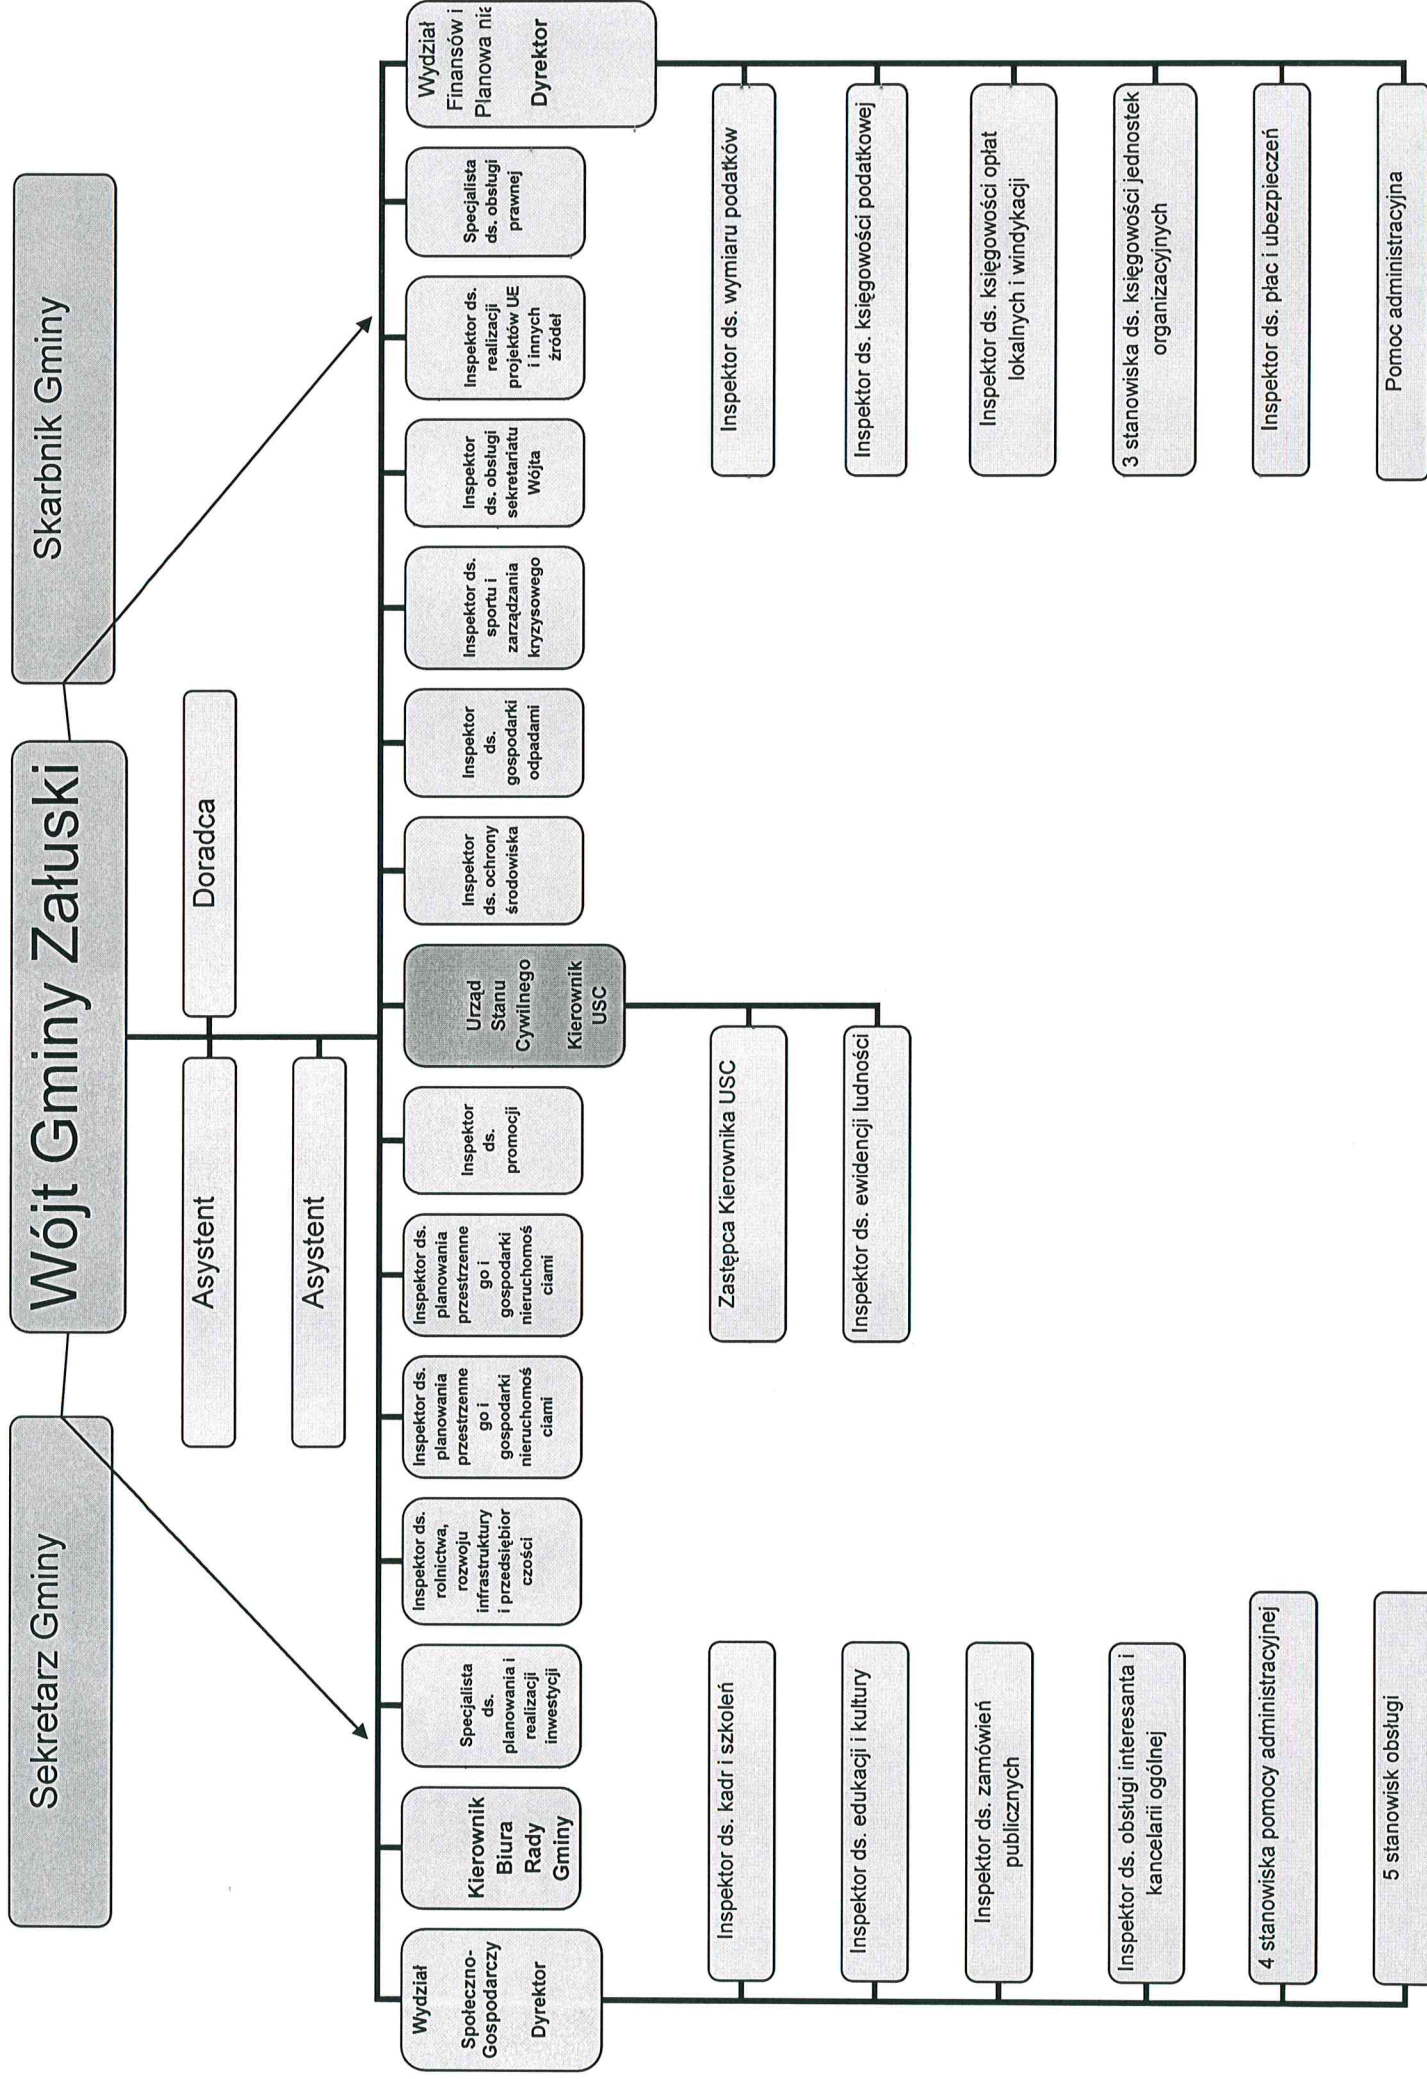 Sekretarz Gminy
Wójt Gminy Załuski
Skarbnik Gminy
Asystent
Doradca
Asystent
Wydział
Społeczno-
Gospodarczy
Dyrektor
Kierownik
Biura
Rady
Gminy
Specjalista
ds.
planowania i
realizacji
inwestycji
Inspektor ds.
rolnictwa,
rozwoju
infrastruktury
i przedsiębior
czości
Inspektor ds.
planowania
przestrzenne
go i
gospodarki
nieruchomoś
ciami
Inspektor ds.
planowania
przestrzenne
go i
gospodarki
nieruchomoś
ciami
Inspektor
ds.
promocji
Urząd
Stanu
Cywilnego
Kierownik
USC
Inspektor
ds. ochrony
środowiska
Inspektor
ds.
gospodarki
odpadami
Inspektor ds.
sportu i
zarządzania
kryzysowego
Inspektor
ds. obsługi
sekretariatu
Wójta
Inspektor ds.
realizacji
projektów UE
i innych
źródeł
Specjalista
ds. obsługi
prawnej
Wydział
Finansów i
Planowa nia
Dyrektor
Inspektor ds. kadr i szkoleń
Inspektor ds. edukacji i kultury
Inspektor ds. zamówień
publicznych
Inspektor ds. obsługi interesanta i
kancelarii ogólnej
4 stanowiska pomocy administracyjnej
5 stanowisk obsługi
Zastępca Kierownika USC
Inspektor ds. ewidencji ludności
Inspektor ds. wymiaru podatków
Inspektor ds. księgowości podatkowej
Inspektor ds. księgowości opłat
lokalnych i windykacji
3 stanowiska ds. księgowości jednostek
organizacyjnych
Inspektor ds. płac i ubezpieczeń
Pomoc administracyjna